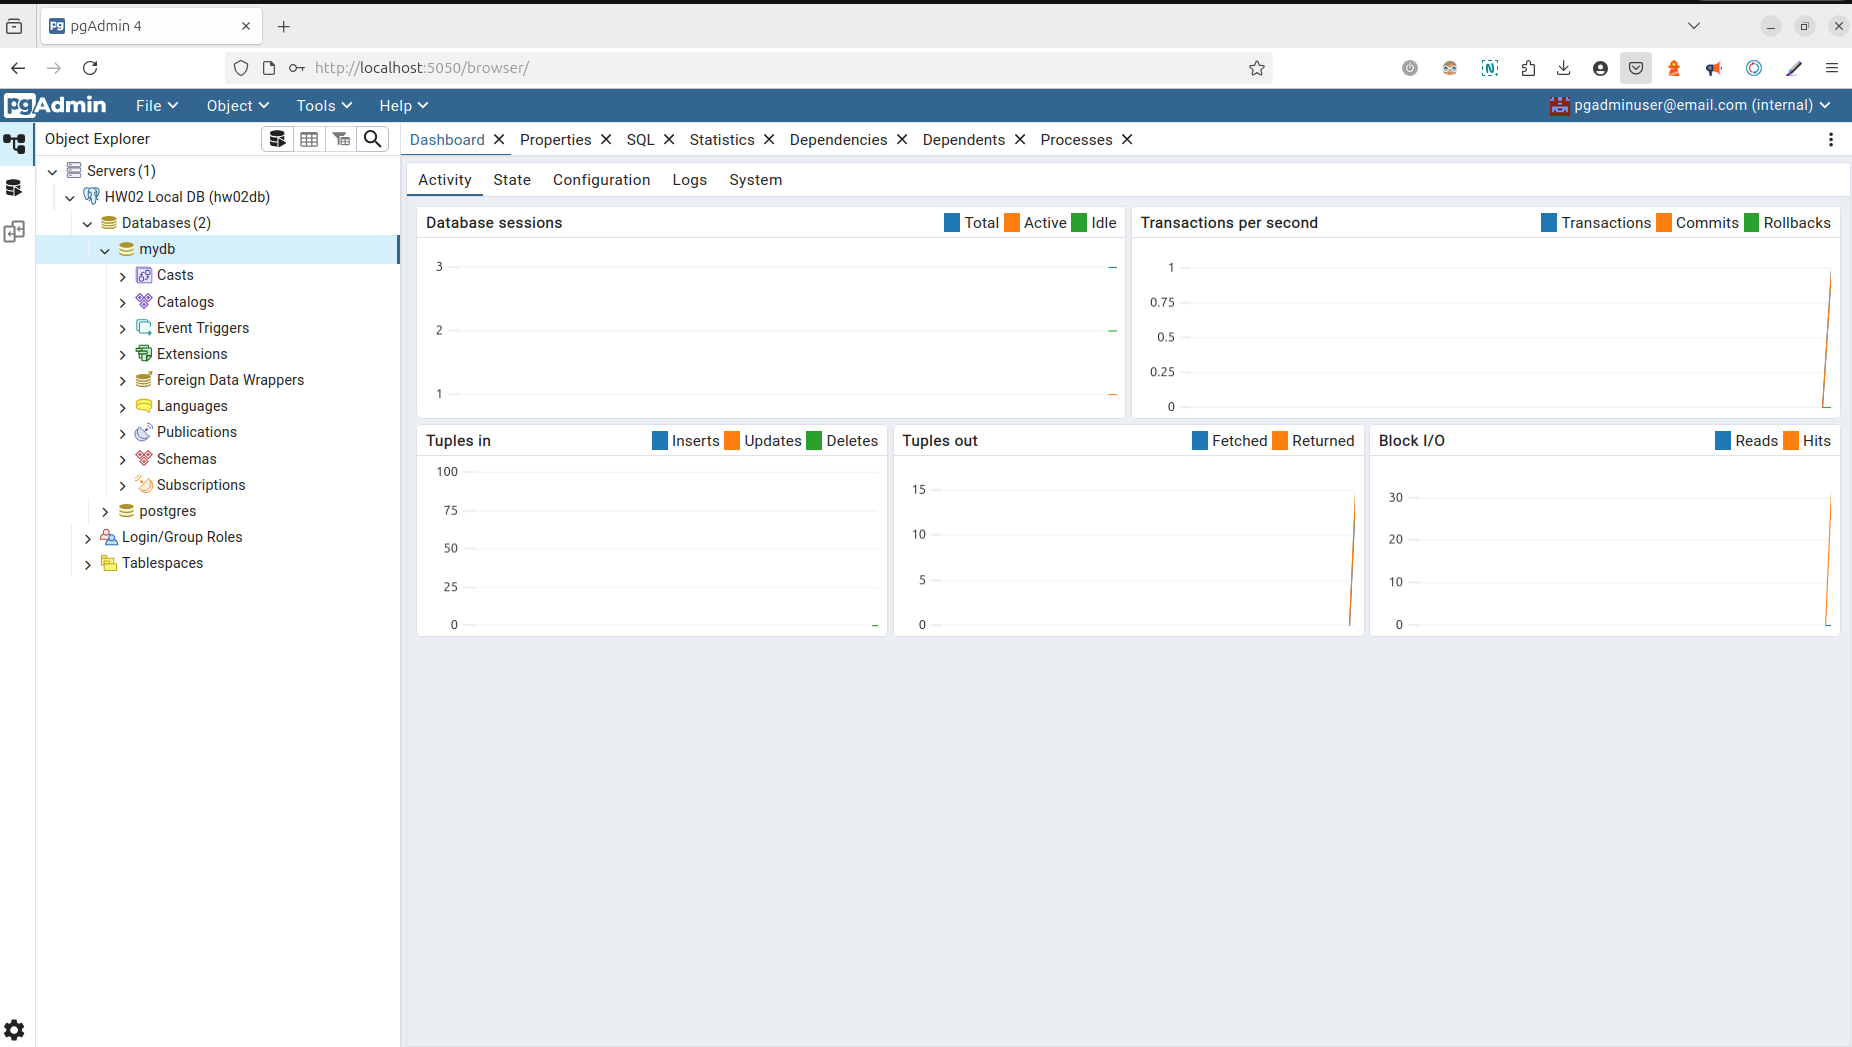 pgAdmin 4
http://localhost:5050/browser/
pgAdmin File Object Tools Help pgadminuser@email.com (internal)
Object Explorer
Servers (1)
HW02 Local DB (hw02db)
Databases (2)
mydb
Casts
Catalogs
Event Triggers
Extensions
Foreign Data Wrappers
Languages
Publications
Schemas
Subscriptions
postgres
Login/Group Roles
Tablespaces
Dashboard Properties SQL Statistics Dependencies Dependents Processes
Activity State Configuration Logs System
Database sessions Total Active Idle
3
2
1
Transactions per second Transactions Commits Rollbacks
1
0.75
0.5
0.25
0
Tuples in Inserts Updates Deletes
100
75
50
25
0
Tuples out Fetched Returned
15
10
5
0
Block I/O Reads Hits
30
20
10
0